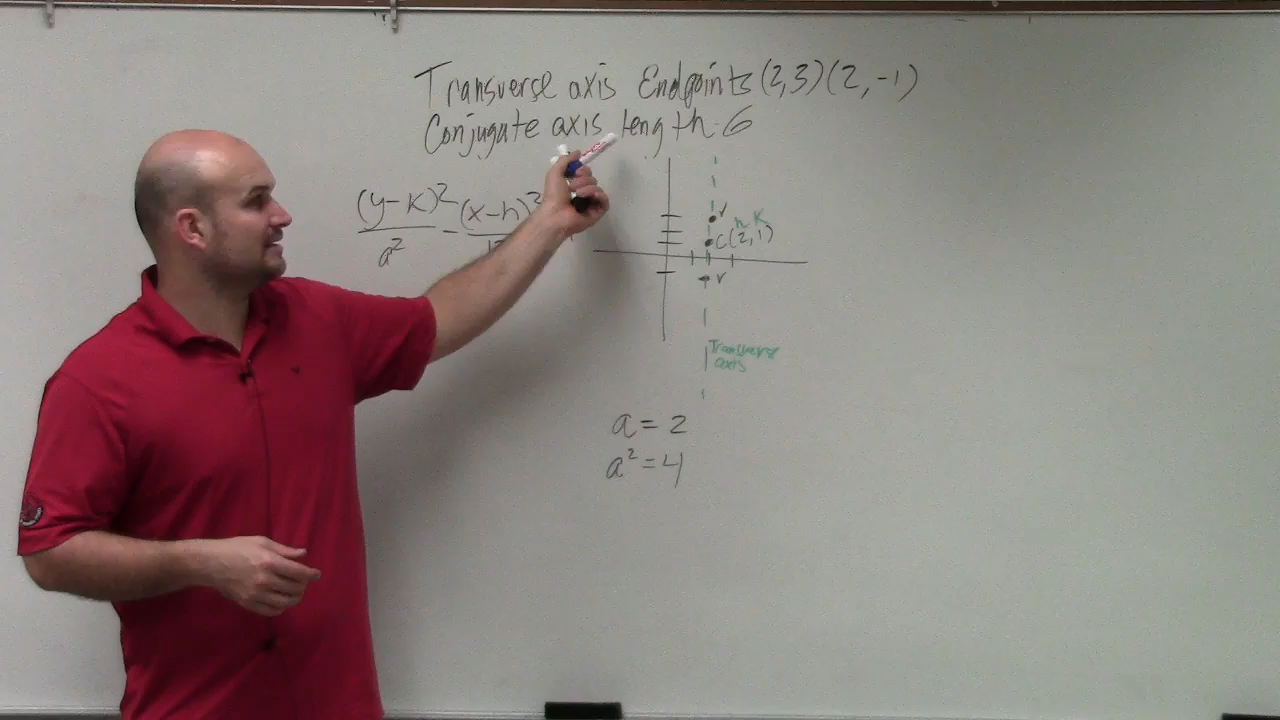 Transverse axis Endpoints (2,3) (2,-1)
Conjugate axis length = 6
(y-k)² - (x-h)²
a²
v
h k
C(2,1)
v
Transverse
axis
a = 2
a² = 4